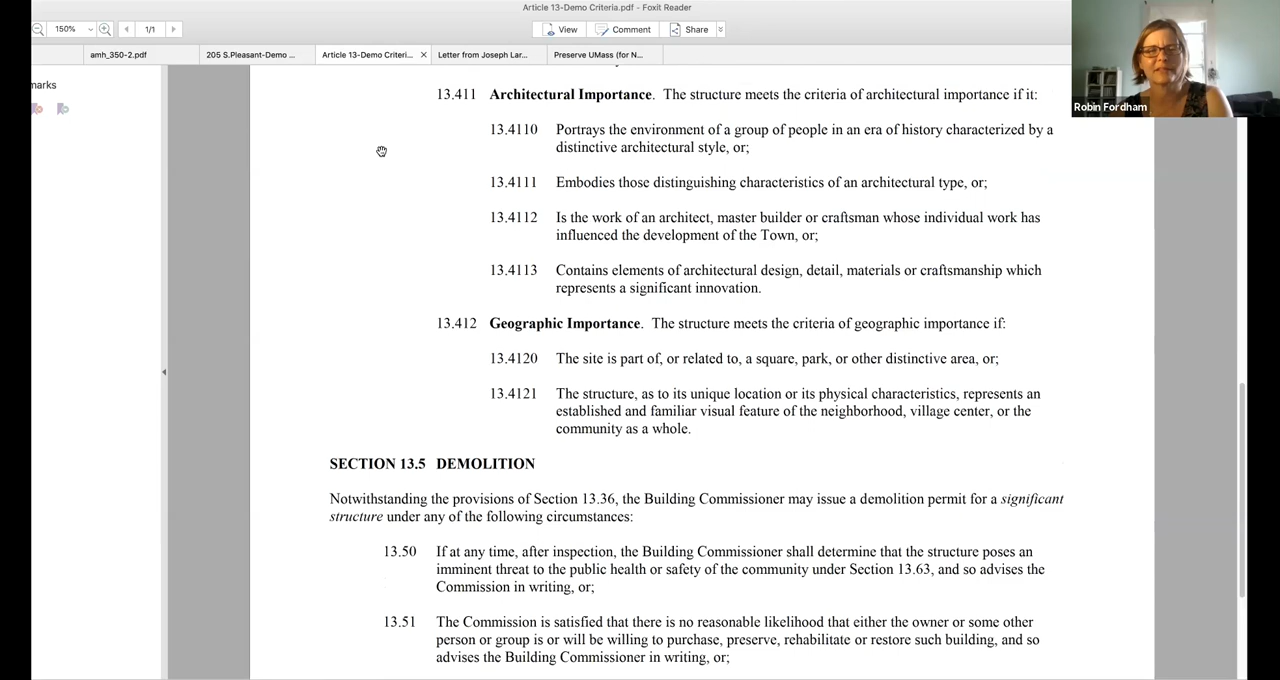 Article 13-Demo Criteria.pdf - Foxit Reader
150%
1/1
View
Comment
Share
amh_350-2.pdf
205 S.Pleasant-Demo ...
Article 13-Demo Criteri...
Letter from Joseph Lar...
Preserve UMass (for N...
marks
Robin Fordham
13.411 Architectural Importance. The structure meets the criteria of architectural importance if it:
13.4110 Portrays the environment of a group of people in an era of history characterized by a
distinctive architectural style, or;
13.4111 Embodies those distinguishing characteristics of an architectural type, or;
13.4112 Is the work of an architect, master builder or craftsman whose individual work has
influenced the development of the Town, or;
13.4113 Contains elements of architectural design, detail, materials or craftsmanship which
represents a significant innovation.
13.412 Geographic Importance. The structure meets the criteria of geographic importance if:
13.4120 The site is part of, or related to, a square, park, or other distinctive area, or;
13.4121 The structure, as to its unique location or its physical characteristics, represents an
established and familiar visual feature of the neighborhood, village center, or the
community as a whole.
SECTION 13.5 DEMOLITION
Notwithstanding the provisions of Section 13.36, the Building Commissioner may issue a demolition permit for a significant
structure under any of the following circumstances:
13.50 If at any time, after inspection, the Building Commissioner shall determine that the structure poses an
imminent threat to the public health or safety of the community under Section 13.63, and so advises the
Commission in writing, or;
13.51 The Commission is satisfied that there is no reasonable likelihood that either the owner or some other
person or group is or will be willing to purchase, preserve, rehabilitate or restore such building, and so
advises the Building Commissioner in writing, or;